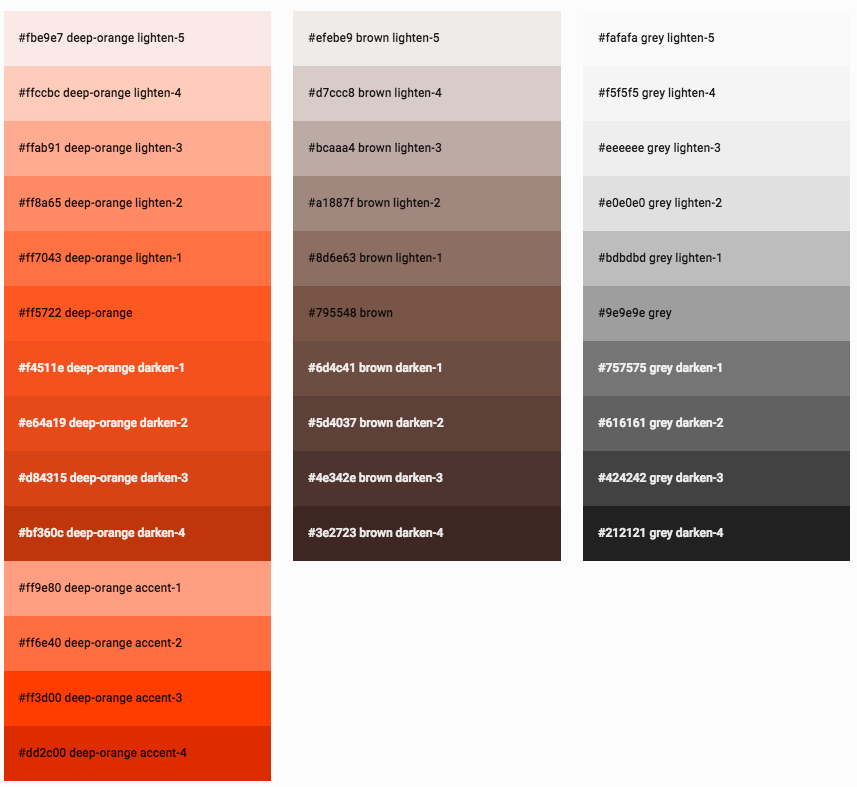 #fbe9e7 deep-orange lighten-5
#ffccbc deep-orange lighten-4
#ffab91 deep-orange lighten-3
#ff8a65 deep-orange lighten-2
#ff7043 deep-orange lighten-1
#ff5722 deep-orange
#f4511e deep-orange darken-1
#e64a19 deep-orange darken-2
#d84315 deep-orange darken-3
#bf360c deep-orange darken-4
#ff9e80 deep-orange accent-1
#ff6e40 deep-orange accent-2
#ff3d00 deep-orange accent-3
#dd2c00 deep-orange accent-4
#efebe9 brown lighten-5
#d7ccc8 brown lighten-4
#bcaaa4 brown lighten-3
#a1887f brown lighten-2
#8d6e63 brown lighten-1
#795548 brown
#6d4c41 brown darken-1
#5d4037 brown darken-2
#4e342e brown darken-3
#3e2723 brown darken-4
#fafafa grey lighten-5
#f5f5f5 grey lighten-4
#eeeeee grey lighten-3
#e0e0e0 grey lighten-2
#bdbdbd grey lighten-1
#9e9e9e grey
#757575 grey darken-1
#616161 grey darken-2
#424242 grey darken-3
#212121 grey darken-4